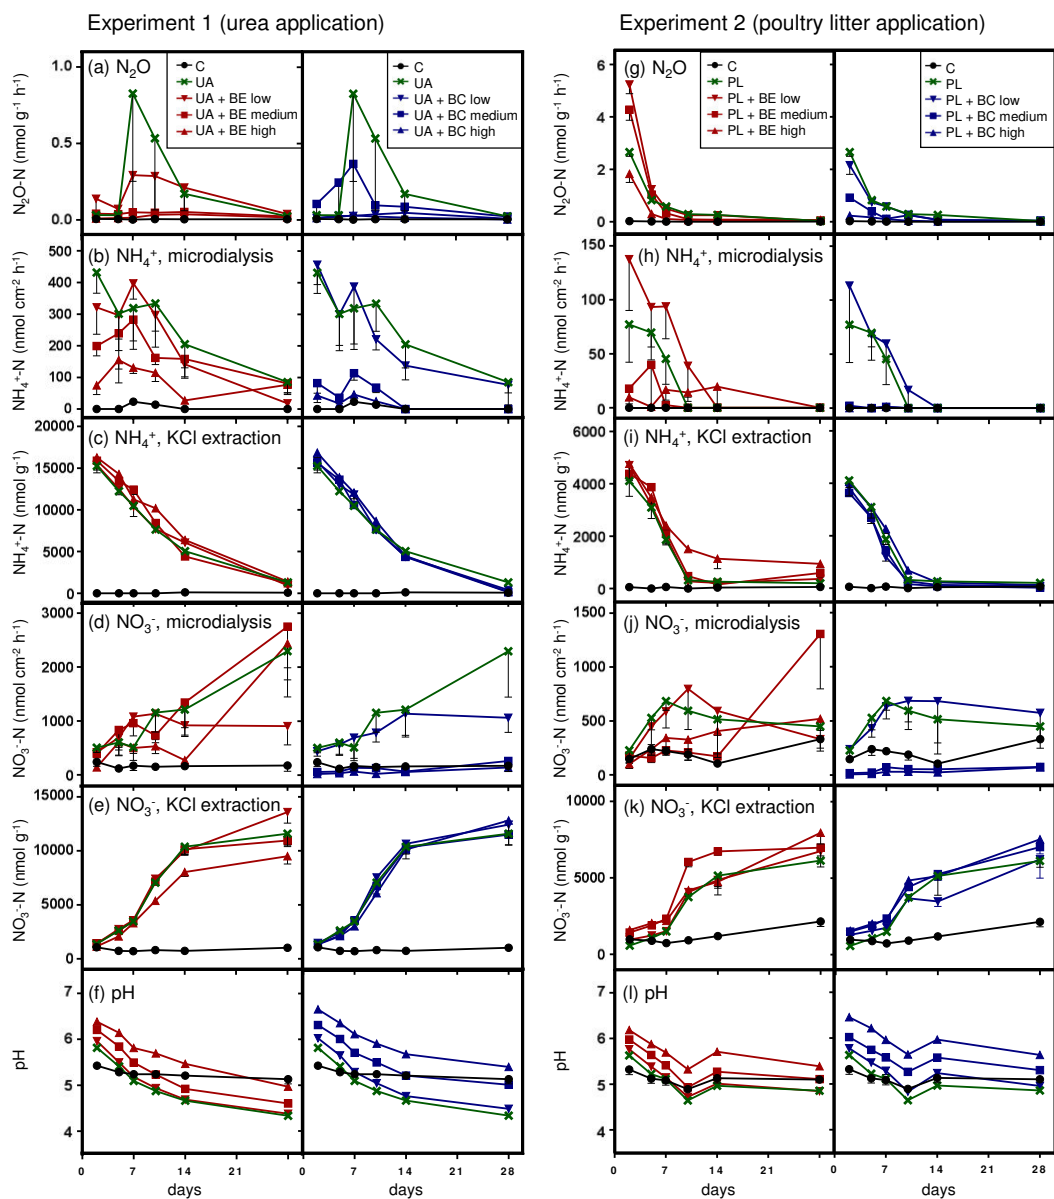 Experiment 1 (urea application)
Experiment 2 (poultry litter application)
(a) N₂O
C
UA
UA + BE low
UA + BE medium
UA + BE high
C
UA
UA + BC low
UA + BC medium
UA + BC high
N₂O-N (nmol g⁻¹ h⁻¹)
1.0
0.5
0.0
(b) NH₄⁺, microdialysis
NH₄⁺-N (nmol cm⁻² h⁻¹)
500
400
300
200
100
0
(c) NH₄⁺, KCl extraction
NH₄⁺-N (nmol g⁻¹)
20000
15000
10000
5000
0
(d) NO₃⁻, microdialysis
NO₃⁻-N (nmol cm⁻² h⁻¹)
3000
2000
1000
0
(e) NO₃⁻, KCl extraction
NO₃⁻-N (nmol g⁻¹)
15000
10000
5000
0
(f) pH
pH
7
6
5
4
0 7 14 21
0 7 14 21 28
days
days
(g) N₂O
C
PL
PL + BE low
PL + BE medium
PL + BE high
C
PL
PL + BC low
PL + BC medium
PL + BC high
N₂O-N (nmol g⁻¹ h⁻¹)
6
4
2
0
(h) NH₄⁺, microdialysis
NH₄⁺-N (nmol cm⁻² h⁻¹)
150
100
50
0
(i) NH₄⁺, KCl extraction
NH₄⁺-N (nmol g⁻¹)
6000
4000
2000
0
(j) NO₃⁻, microdialysis
NO₃⁻-N (nmol cm⁻² h⁻¹)
1500
1000
500
0
(k) NO₃⁻, KCl extraction
NO₃⁻-N (nmol g⁻¹)
10000
5000
0
(l) pH
pH
7
6
5
4
0 7 14 21
0 7 14 21 28
days
days